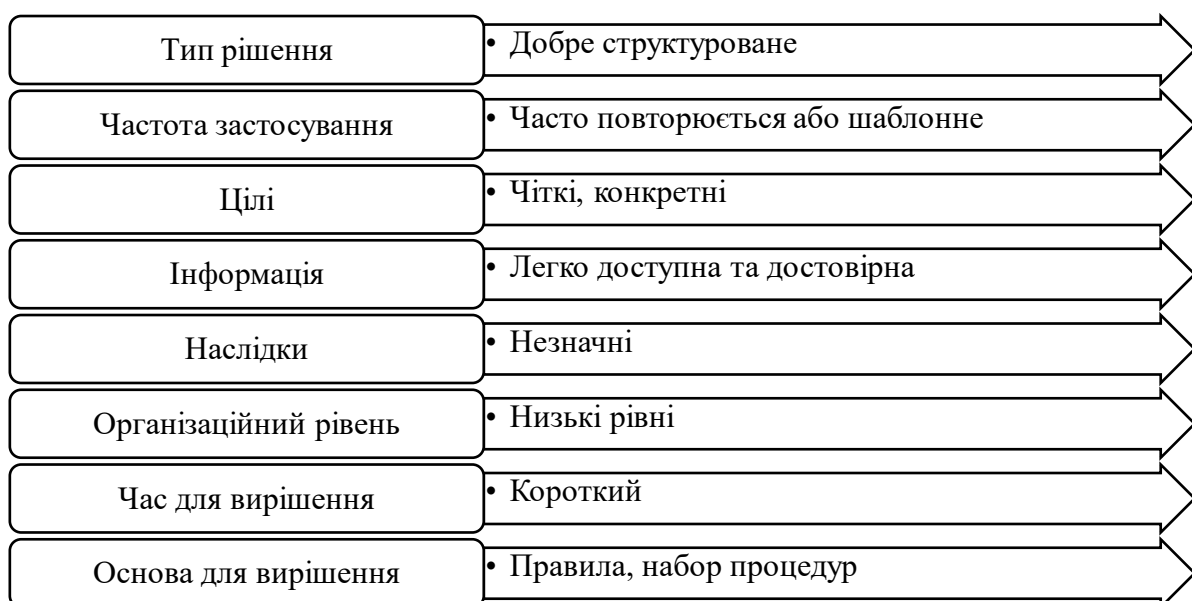 Тип рішення
• Добре структуроване
Частота застосування
• Часто повторюється або шаблонне
Цілі
• Чіткі, конкретні
Інформація
• Легко доступна та достовірна
Наслідки
• Незначні
Організаційний рівень
• Низькі рівні
Час для вирішення
• Короткий
Основа для вирішення
• Правила, набор процедур